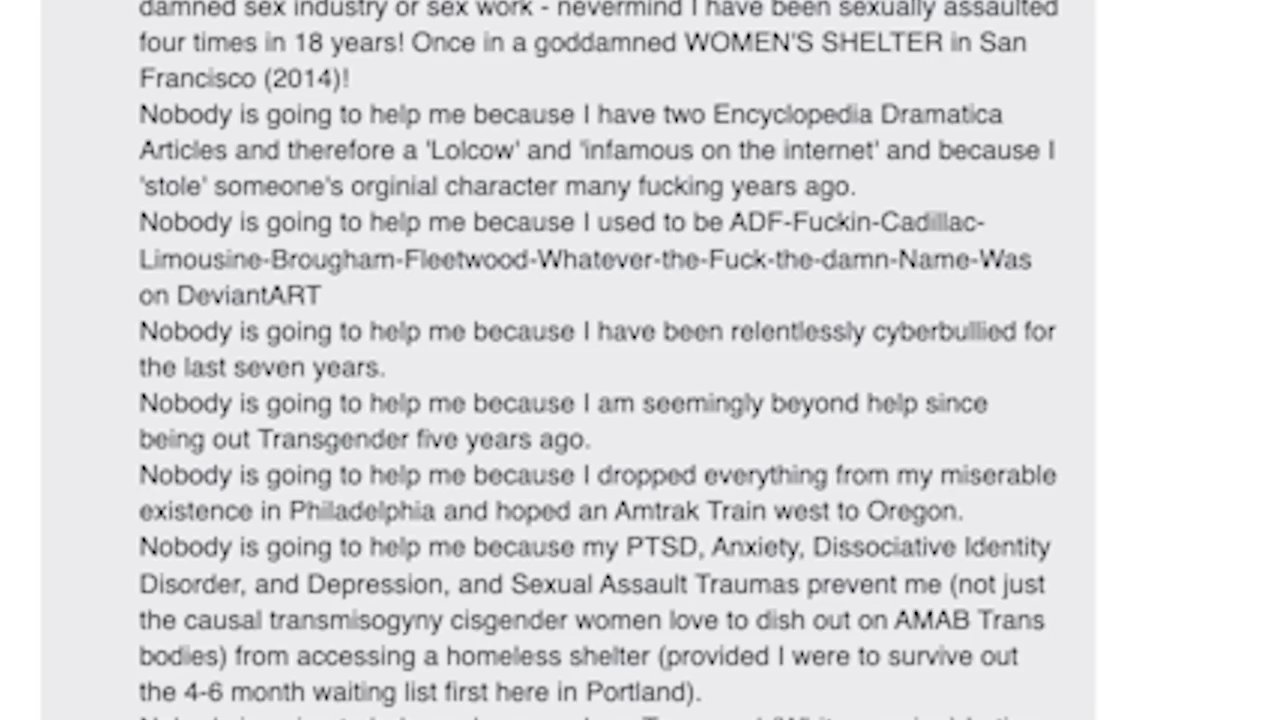 damned sex industry or sex work - nevermind I have been sexually assaulted
four times in 18 years! Once in a goddamned WOMEN'S SHELTER in San
Francisco (2014)!
Nobody is going to help me because I have two Encyclopedia Dramatica
Articles and therefore a 'Lolcow' and 'infamous on the internet' and because I
'stole' someone's orginial character many fucking years ago.
Nobody is going to help me because I used to be ADF-Fuckin-Cadillac-
Limousine-Brougham-Fleetwood-Whatever-the-Fuck-the-damn-Name-Was
on DeviantART
Nobody is going to help me because I have been relentlessly cyberbullied for
the last seven years.
Nobody is going to help me because I am seemingly beyond help since
being out Transgender five years ago.
Nobody is going to help me because I dropped everything from my miserable
existence in Philadelphia and hoped an Amtrak Train west to Oregon.
Nobody is going to help me because my PTSD, Anxiety, Dissociative Identity
Disorder, and Depression, and Sexual Assault Traumas prevent me (not just
the causal transmisogyny cisgender women love to dish out on AMAB Trans
bodies) from accessing a homeless shelter (provided I were to survive out
the 4-6 month waiting list first here in Portland).